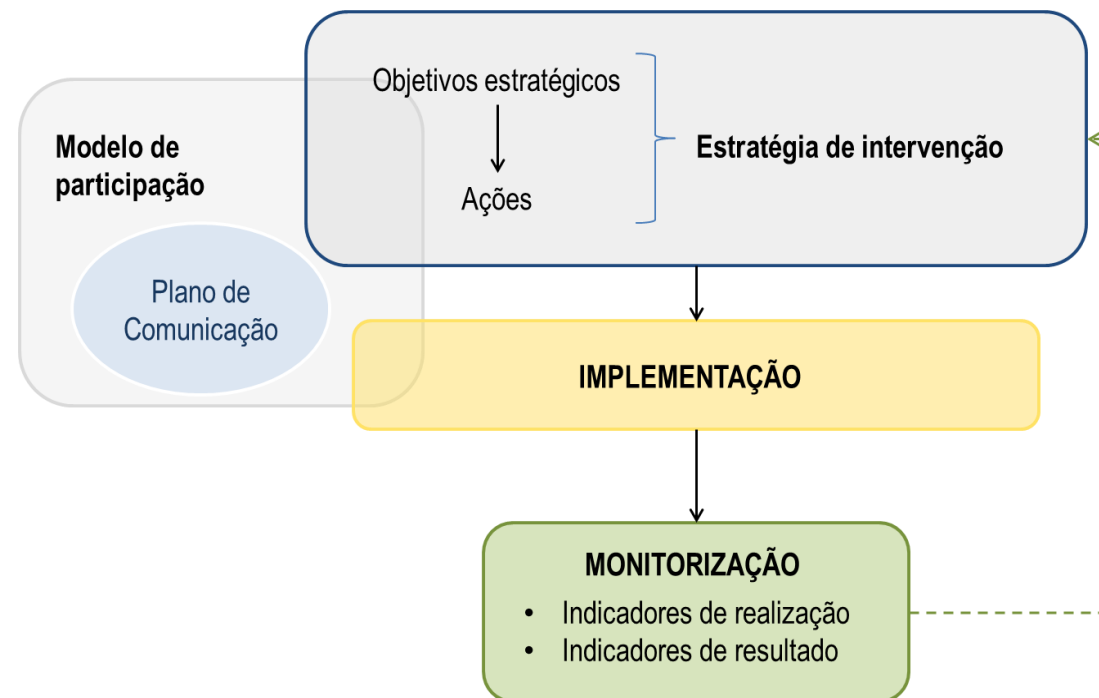 Objetivos estratégicos
Ações
Estratégia de intervenção
Modelo de
participação
Plano de
Comunicação
IMPLEMENTAÇÃO
MONITORIZAÇÃO
• Indicadores de realização
• Indicadores de resultado